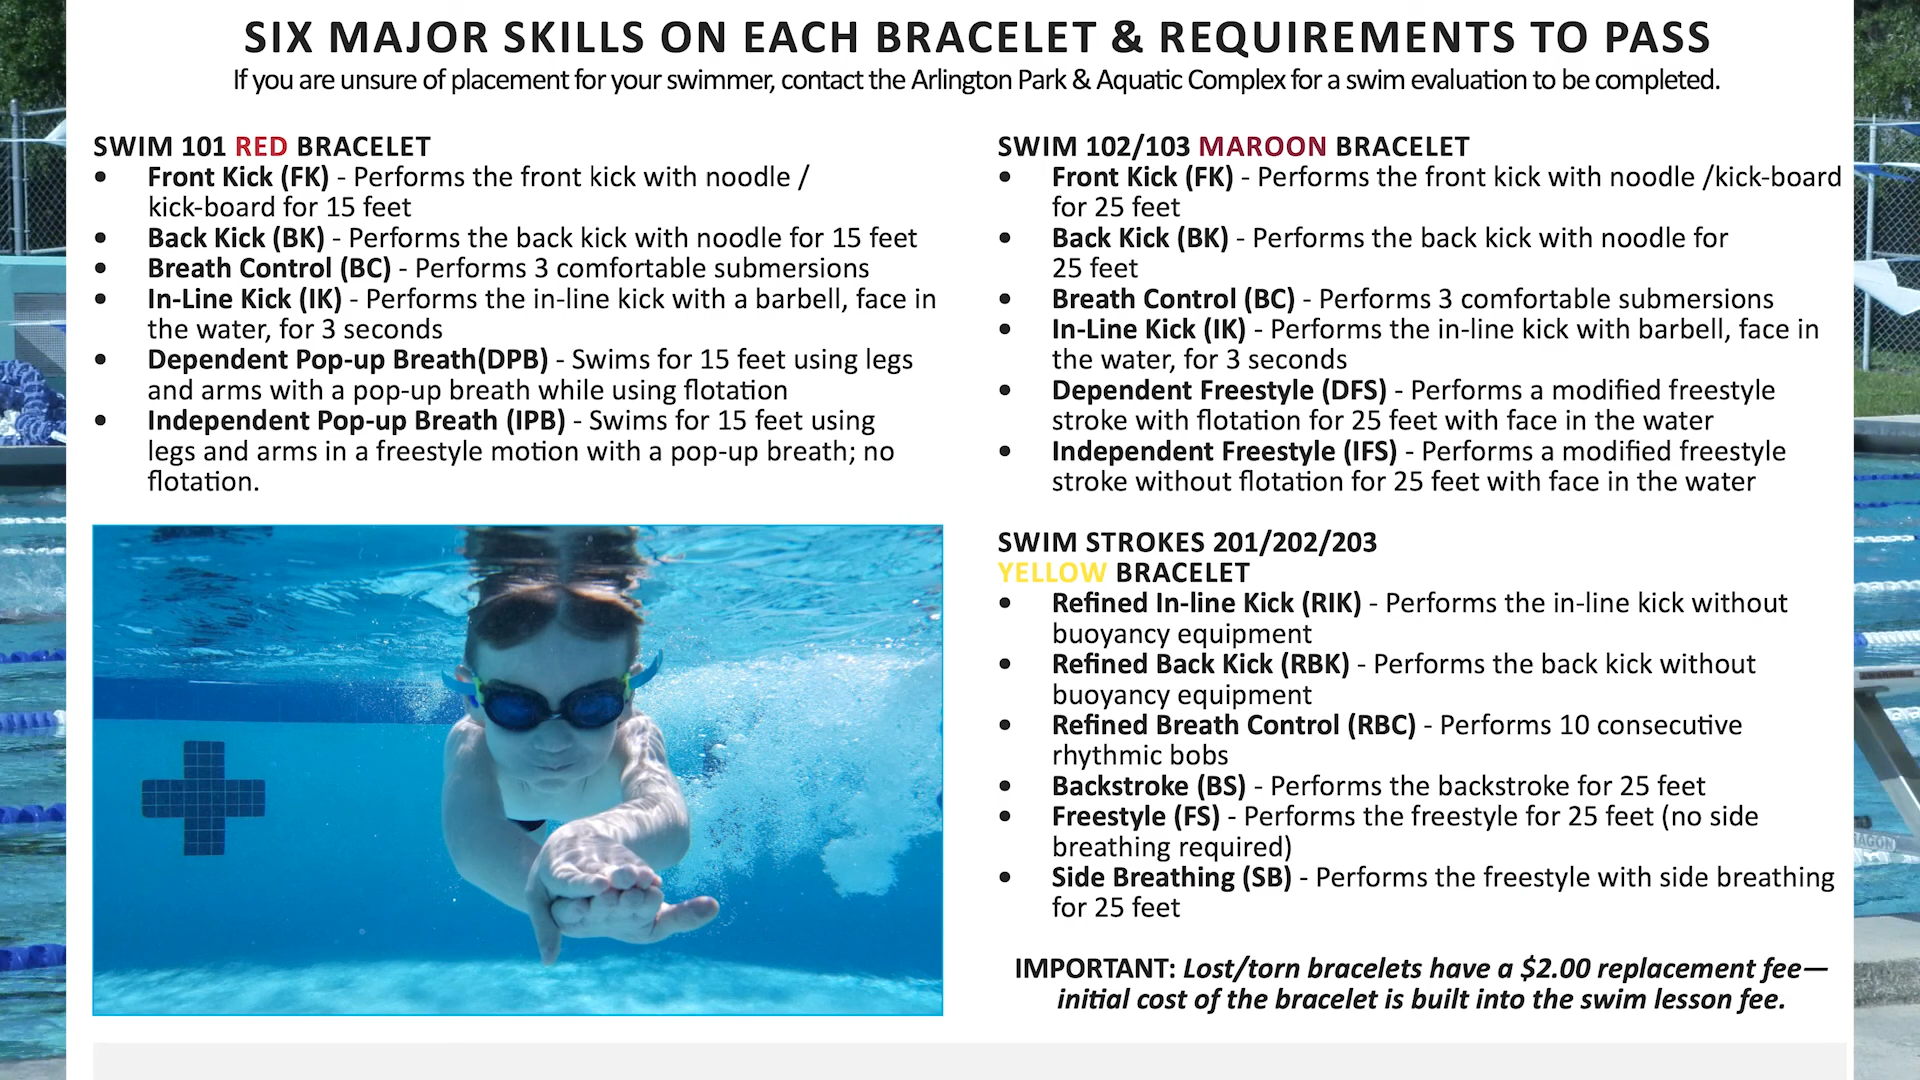 SIX MAJOR SKILLS ON EACH BRACELET & REQUIREMENTS TO PASS
If you are unsure of placement for your swimmer, contact the Arlington Park & Aquatic Complex for a swim evaluation to be completed.
SWIM 101 RED BRACELET
• Front Kick (FK) - Performs the front kick with noodle /
kick-board for 15 feet
• Back Kick (BK) - Performs the back kick with noodle for 15 feet
• Breath Control (BC) - Performs 3 comfortable submersions
• In-Line Kick (IK) - Performs the in-line kick with a barbell, face in
the water, for 3 seconds
• Dependent Pop-up Breath(DPB) - Swims for 15 feet using legs
and arms with a pop-up breath while using flotation
• Independent Pop-up Breath (IPB) - Swims for 15 feet using
legs and arms in a freestyle motion with a pop-up breath; no
flotation.
SWIM 102/103 MAROON BRACELET
• Front Kick (FK) - Performs the front kick with noodle /kick-board
for 25 feet
• Back Kick (BK) - Performs the back kick with noodle for
25 feet
• Breath Control (BC) - Performs 3 comfortable submersions
• In-Line Kick (IK) - Performs the in-line kick with barbell, face in
the water, for 3 seconds
• Dependent Freestyle (DFS) - Performs a modified freestyle
stroke with flotation for 25 feet with face in the water
• Independent Freestyle (IFS) - Performs a modified freestyle
stroke without flotation for 25 feet with face in the water
SWIM STROKES 201/202/203
YELLOW BRACELET
• Refined In-line Kick (RIK) - Performs the in-line kick without
buoyancy equipment
• Refined Back Kick (RBK) - Performs the back kick without
buoyancy equipment
• Refined Breath Control (RBC) - Performs 10 consecutive
rhythmic bobs
• Backstroke (BS) - Performs the backstroke for 25 feet
• Freestyle (FS) - Performs the freestyle for 25 feet (no side
breathing required)
• Side Breathing (SB) - Performs the freestyle with side breathing
for 25 feet
IMPORTANT: Lost/torn bracelets have a $2.00 replacement fee—
initial cost of the bracelet is built into the swim lesson fee.